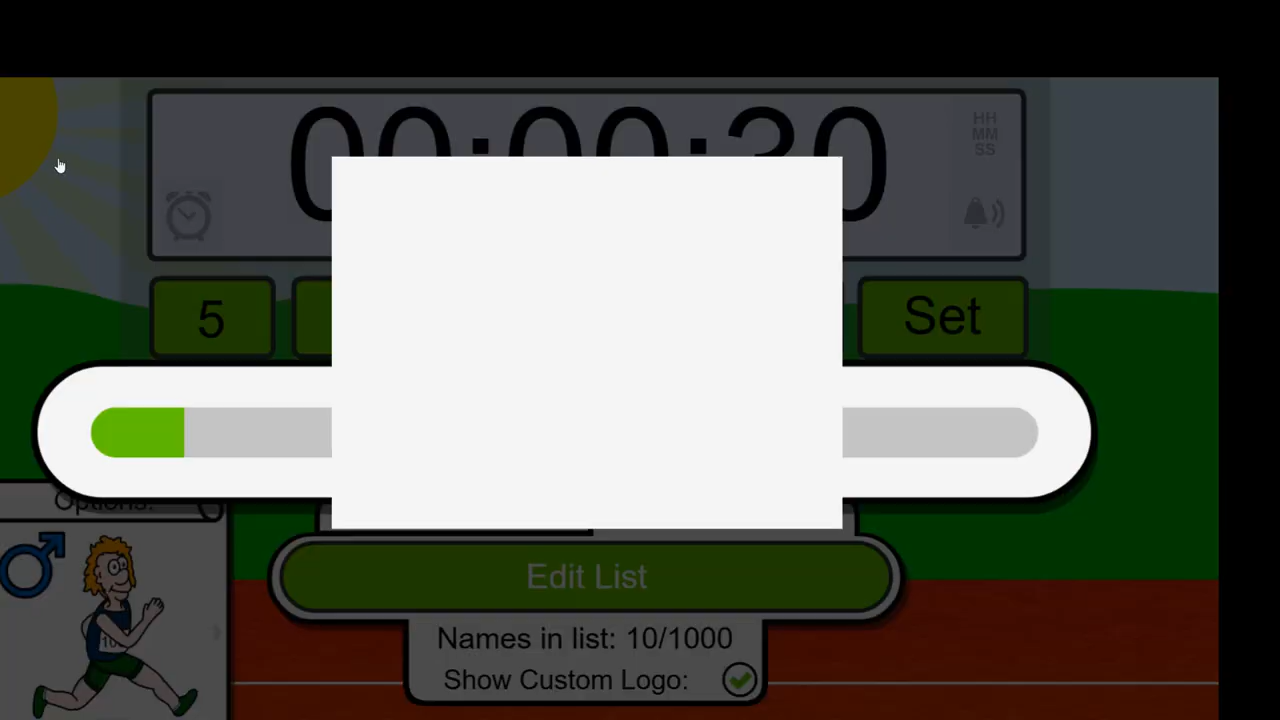 00:00:30
HH
MM
SS
5
Set
Options:
Edit List
Names in list: 10/1000
Show Custom Logo: